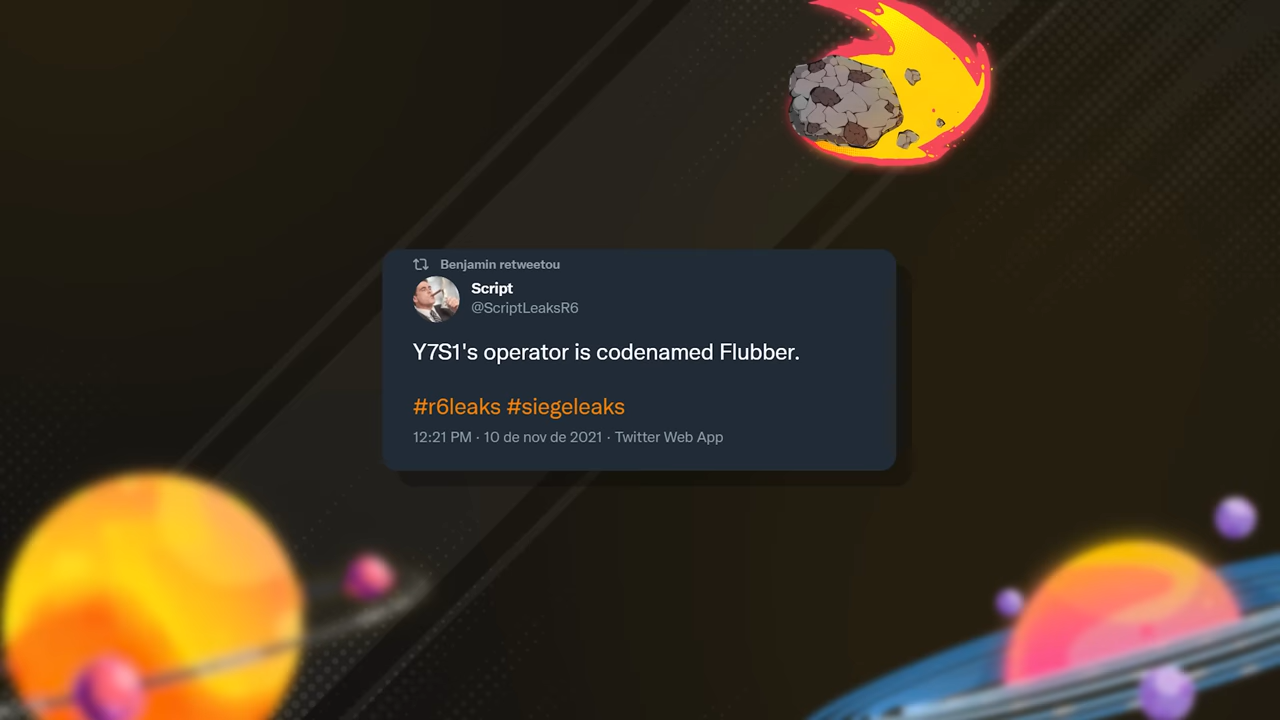 Benjamin retweetou
Script
@ScriptLeaksR6
Y7S1's operator is codenamed Flubber.
#r6leaks #siegeleaks
12:21 PM · 10 de nov de 2021 · Twitter Web App